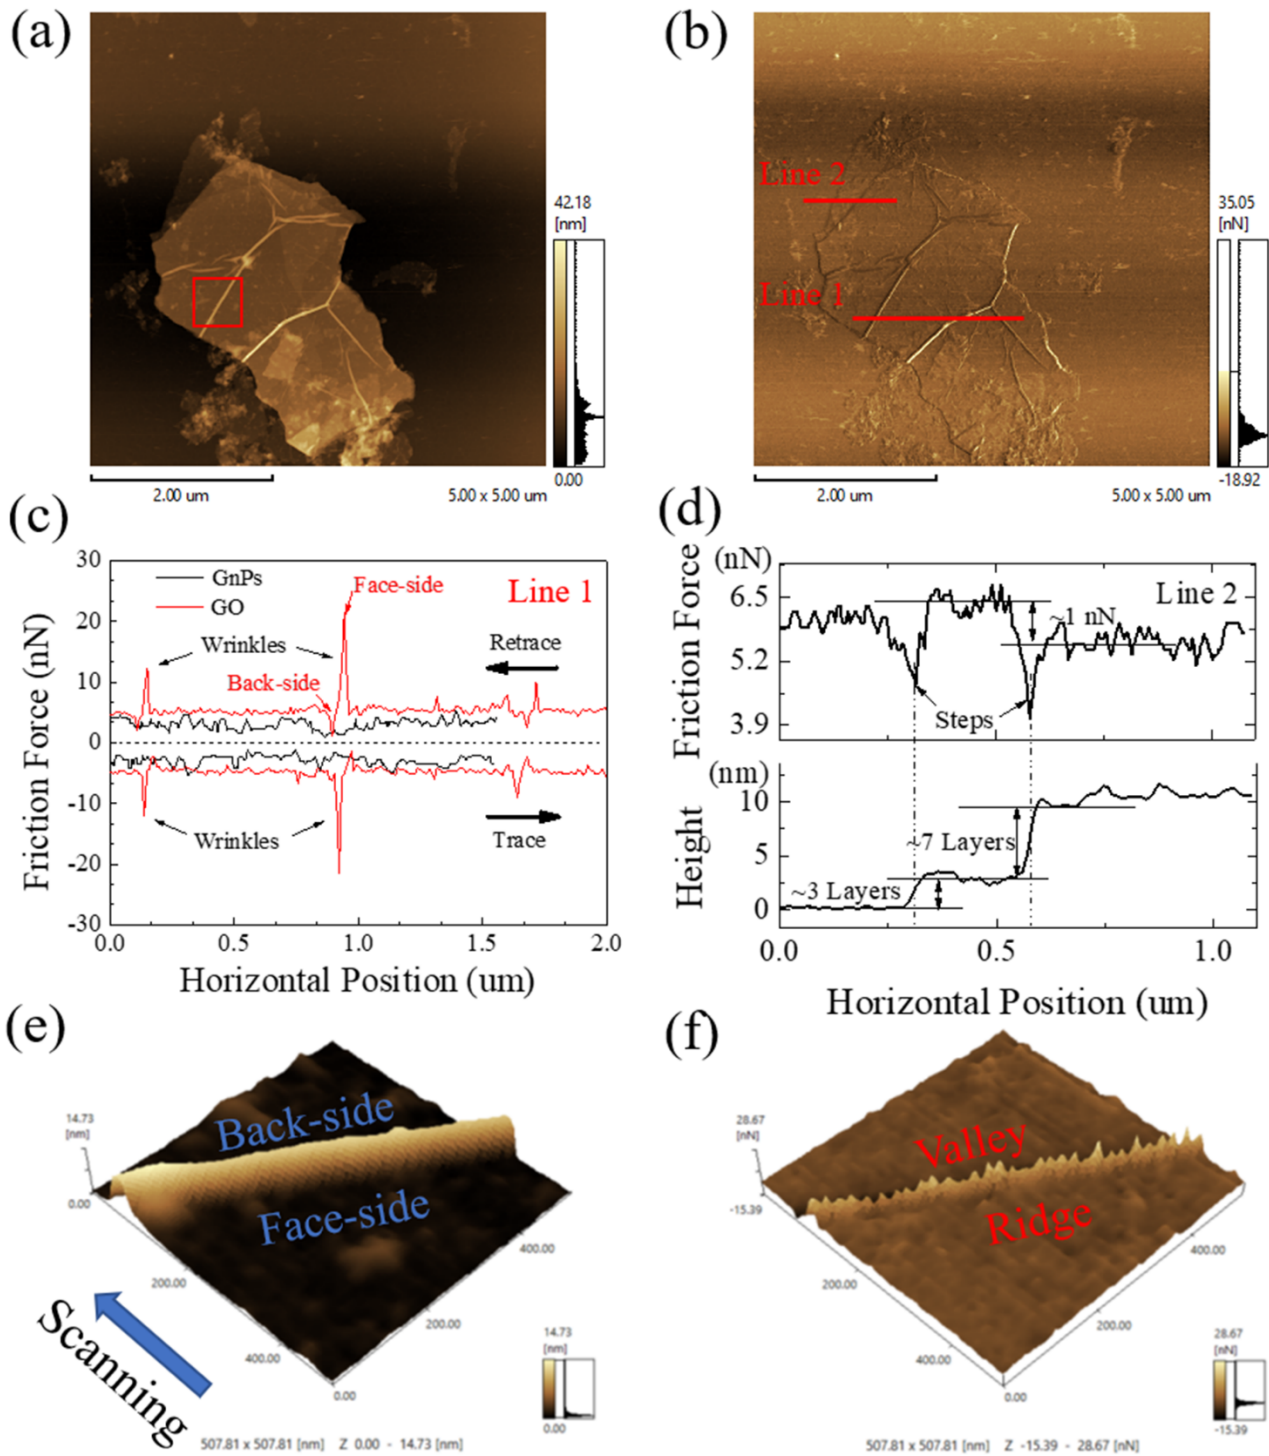 (a)
42.18
[nm]
0.00
2.00 um
5.00 x 5.00 um
(b)
Line 2
Line 1
35.05
[nN]
-18.92
2.00 um
5.00 x 5.00 um
(c)
Friction Force (nN)
30
20
10
0
-10
-20
-30
GnPs
GO
Face-side
Line 1
Wrinkles
Retrace
Back-side
Wrinkles
Trace
0.0
0.5
1.0
1.5
2.0
Horizontal Position (um)
(d)
Friction Force
(nN)
6.5
5.2
3.9
Line 2
~1 nN
Steps
Height
(nm)
10
5
0
~7 Layers
~3 Layers
0.0
0.5
1.0
Horizontal Position (um)
(e)
14.73
[nm]
0.00
Back-side
Face-side
400.00
200.00
200.00
400.00
0.00
Scanning
14.73
[nm]
0.00
507.81 x 507.81 [nm] Z 0.00 - 14.73 [nm]
(f)
28.67
[nN]
-15.39
Valley
Ridge
400.00
200.00
200.00
400.00
0.00
28.67
[nN]
-15.39
507.81 x 507.81 [nm] Z -15.39 - 28.67 [nN]